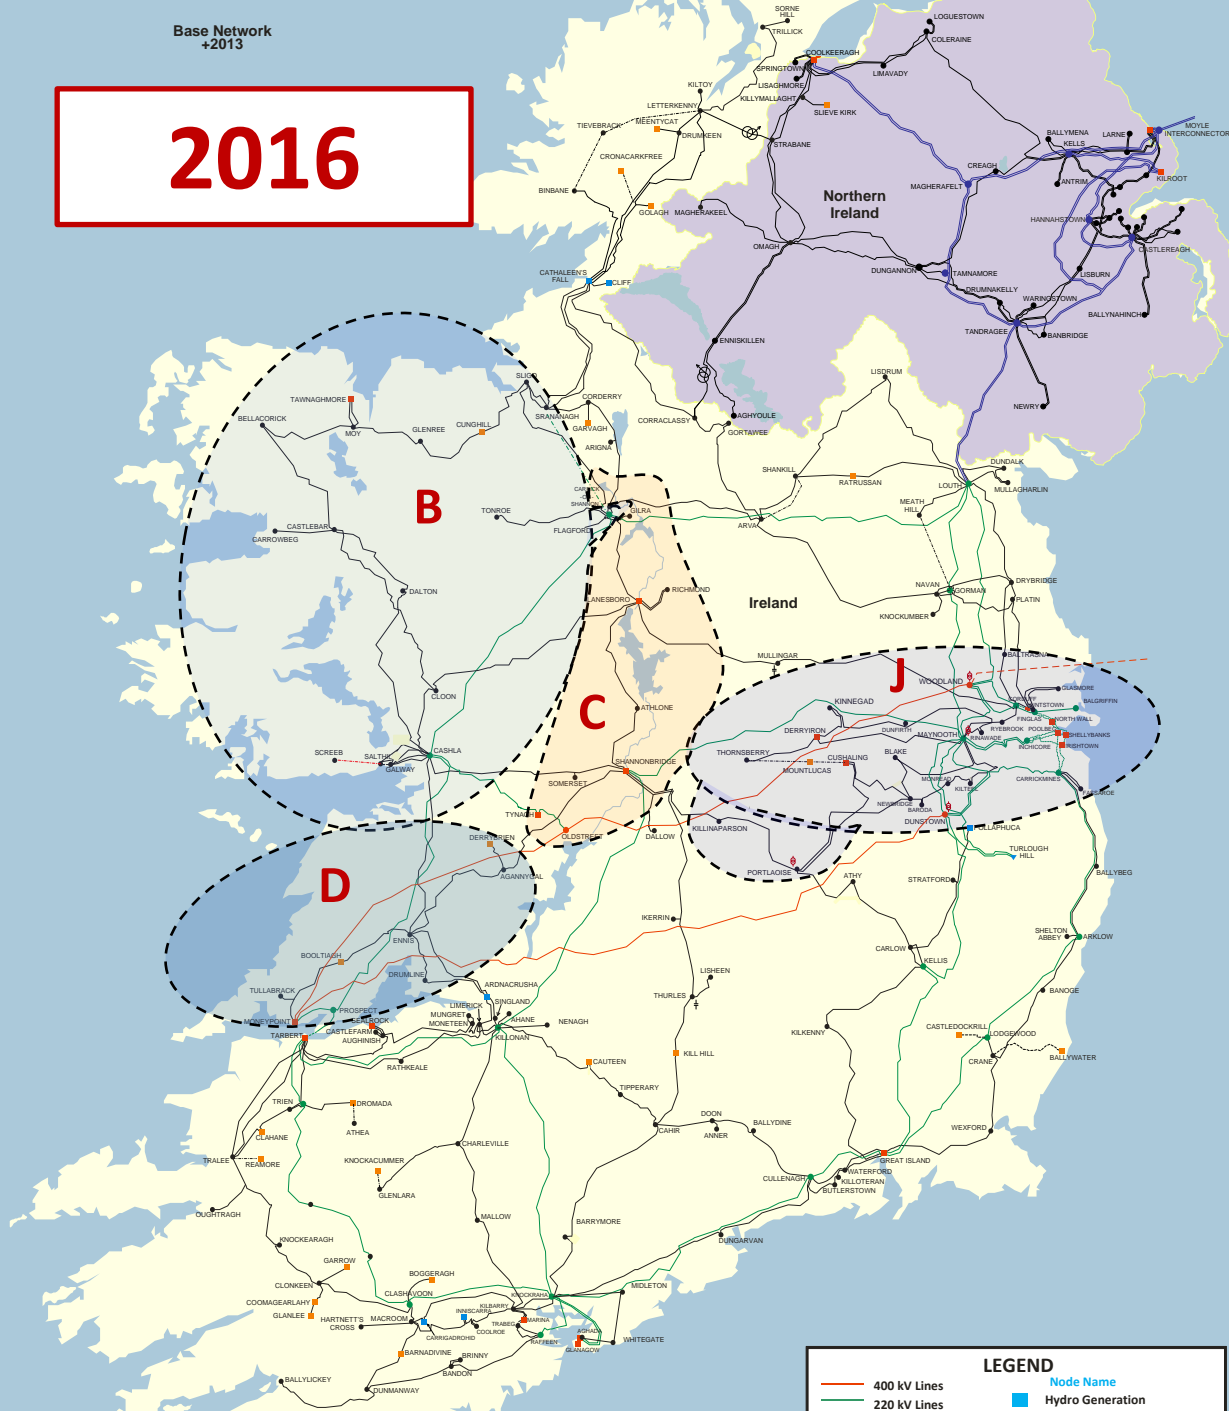 Base Network
+2013
2016
SORNE
HILL
TRILLICK
LOGUESTOWN
COLERAINE
COOLKEERAGH
SPRINGTOWN
LIMAVADY
LISAGHMORE
KILTOY
KILLYMALLAGHT
LETTERKENNY
SLIEVE KIRK
MEENTYCAT
TIEVEBRACK
DRUMKEEN
STRABANE
BALLYMENA
LARNE
MOYLE
INTERCONNECTOR
KELLS
CRONACARKFREE
CREAGH
KILROOT
ANTRIM
MAGHERAFELT
BINBANE
Northern
Ireland
GOLAGH
MAGHERAKEEL
HANNAHSTOWN
OMAGH
CASTLEREAGH
CATHALEEN'S
FALL
CLIFF
DUNGANNON
TAMNAMORE
LISBURN
DRUMNAKELLY
WARINGSTOWN
BALLYNAHINCH
TANDRAGEE
BANBRIDGE
ENNISKILLEN
SLIGO
LISDRUM
TAWNAGHMORE
CORDERRY
SRANANAGH
NEWRY
BELLACORICK
CUNGHILL
GLENREE
GARVAGH
CORRACLASSY
AGHYOULE
MOY
GORTAWEE
ARIGNA
DUNDALK
SHANKILL
RATRUSSAN
LOUTH
MULLAGHARLIN
B
CARRICK
-ON-
SHANNON
MEATH
HILL
TONROE
GILRA
ARVA
CASTLEBAR
FLAGFORD
CARROWBEG
NAVAN
DRYBRIDGE
DALTON
LANESBORO
RICHMOND
GORMAN
PLATIN
Ireland
KNOCKUMBER
MULLINGAR
BALTRASNA
J
WOODLAND
CLOON
GLASMORE
C
ATHLONE
KINNEGAD
CORDUFF
HUNTSTOWN
BALGRIFFIN
FINGLAS
NORTH WALL
DERRYIRON
DUNFIRTH
RYEBROOK
POOLBEG
SHELLYBANKS
MAYNOOTH
RINAWADE
IRISHTOWN
INCHICORE
SCREEB
SALTHILL
CASHLA
GALWAY
SHANNONBRIDGE
THORNSBERRY
CUSHALING
BLAKE
MOUNTLUCAS
MONREAD
CARRICKMINES
SOMERSET
KILTEEL
FASSAROE
NEWBRIDGE
BARODA
TYNAGH
DUNSTOWN
KILLINAPARSON
POLLAPHUCA
DERRYBRIEN
OLDSTREET
DALLOW
TURLOUGH
HILL
AGANNYGAL
PORTLAOISE
D
ATHY
STRATFORD
BALLYBEG
IKERRIN
ENNIS
SHELTON
ABBEY
ARKLOW
CARLOW
BOOLTIAGH
KELLIS
DRUMLINE
LISHEEN
TULLABRACK
ARDNACRUSHA
THURLES
BANOGE
LIMERICK
SINGLAND
MONEYPOINT
PROSPECT
MUNGRET
AHANE
SEALROCK
MONETEEN
NENAGH
KILKENNY
CASTLEDOCKRILL
LODGEWOOD
TARBERT
CASTLEFARM
AUGHINISH
KILLONAN
RATHKEALE
CAUTEEN
KILL HILL
CRANE
BALLYWATER
TIPPERARY
TRIEN
DROMADA
ATHEA
DOON
BALLYDINE
CAHIR
ANNER
WEXFORD
CLAHANE
CHARLEVILLE
TRALEE
REAMORE
KNOCKACUMMER
GREAT ISLAND
WATERFORD
CULLENAGH
KILLOTERAN
BUTLERSTOWN
GLENLARA
OUGHTRAGH
MALLOW
BARRYMORE
KNOCKEARAGH
DUNGARVAN
GARROW
BOGGERAGH
CLONKEEN
MIDLETON
CLASHAVOON
KNOCKRAHA
COOMAGEARLAHY
INNISCARRA
KILBARRY
GLANLEE
HARTNETT'S
CROSS
MACROOM
MARINA
COOLROE
TRABEG
AGHADA
CARRIGADROHID
RAFFEEN
WHITEGATE
GLANAGOW
BARNADIVINE
BRINNY
BANDON
BALLYLICKEY
DUNMANWAY
LEGEND
Node Name
400 kV Lines
Hydro Generation
220 kV Lines